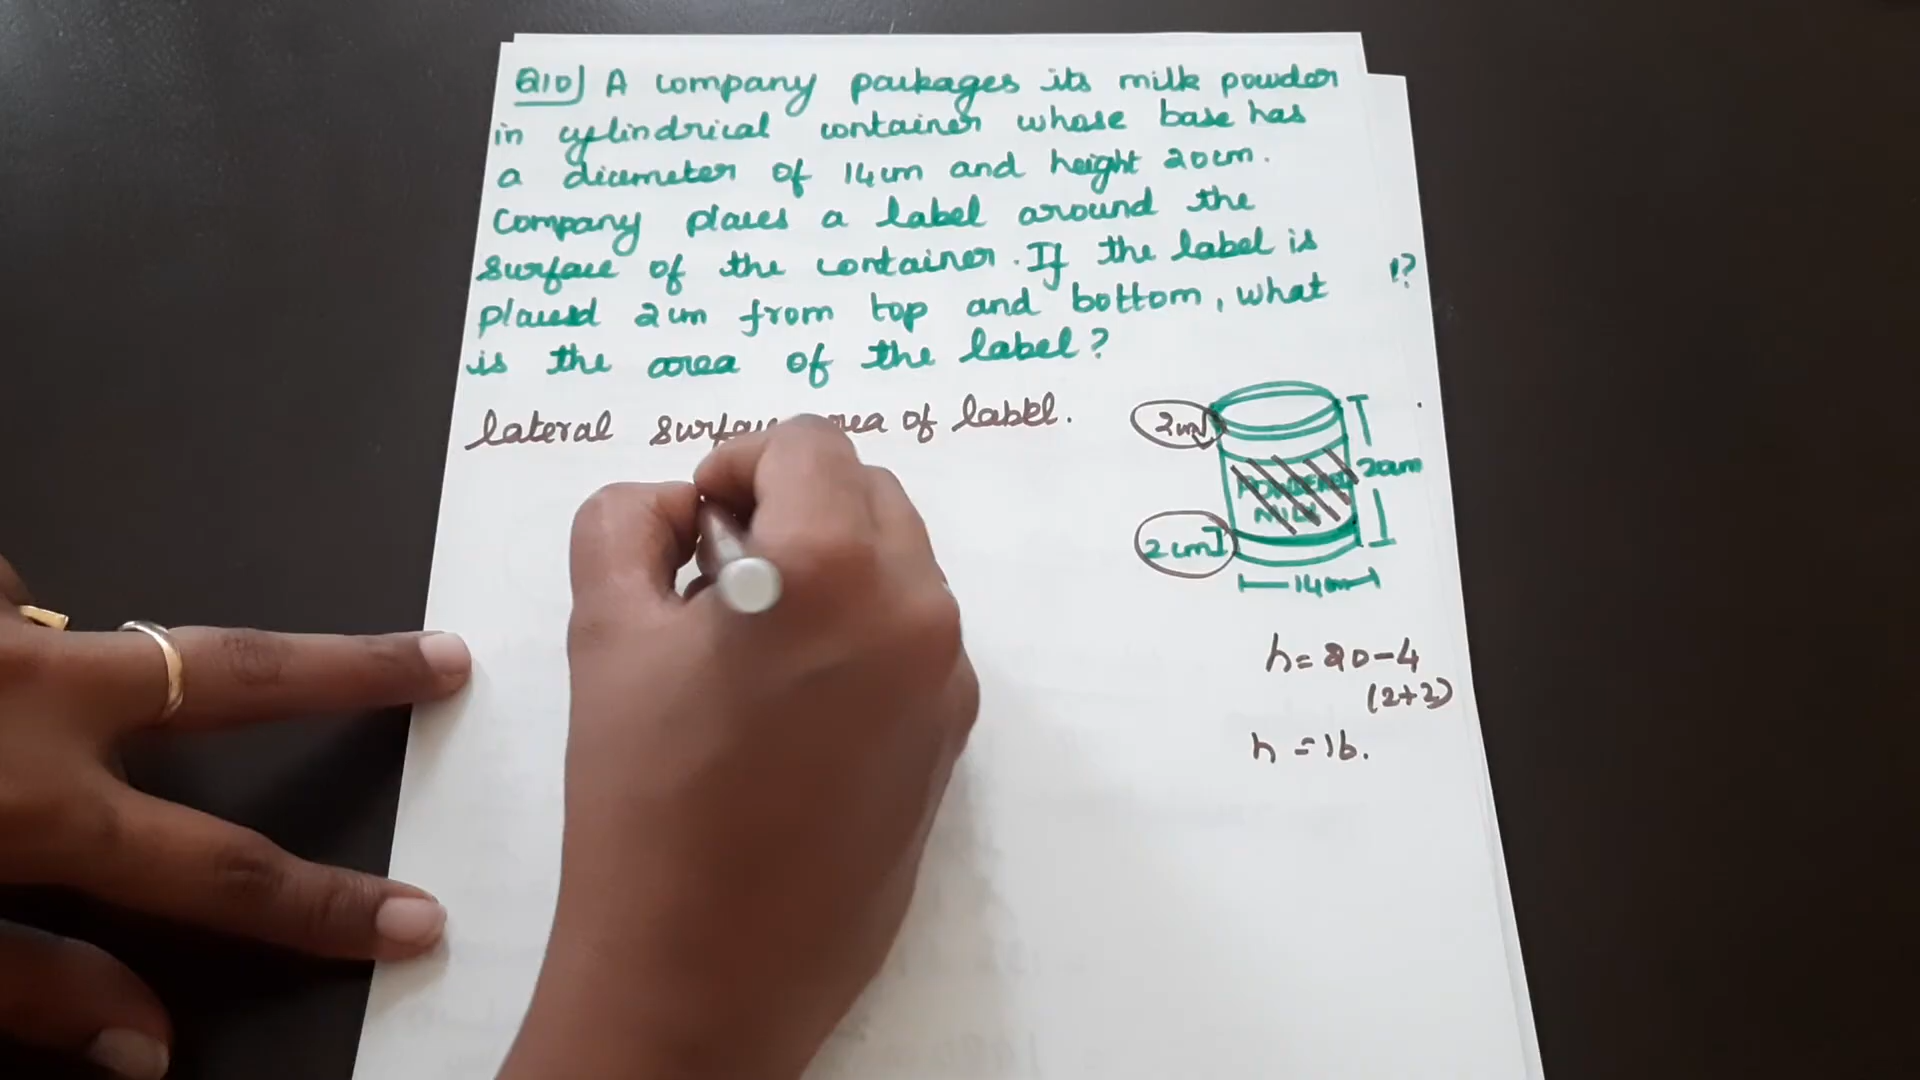 Q10) A company packages its milk powder
in cylindrical container whose base has
a diameter of 14cm and height 20cm.
Company places a label around the
surface of the container. If the label is
placed 2cm from top and bottom, what
is the area of the label?
1?
lateral surface area of label.
2cm
20cm
MILK
2cm
14cm
h=20-4
(2+2)
h=16.